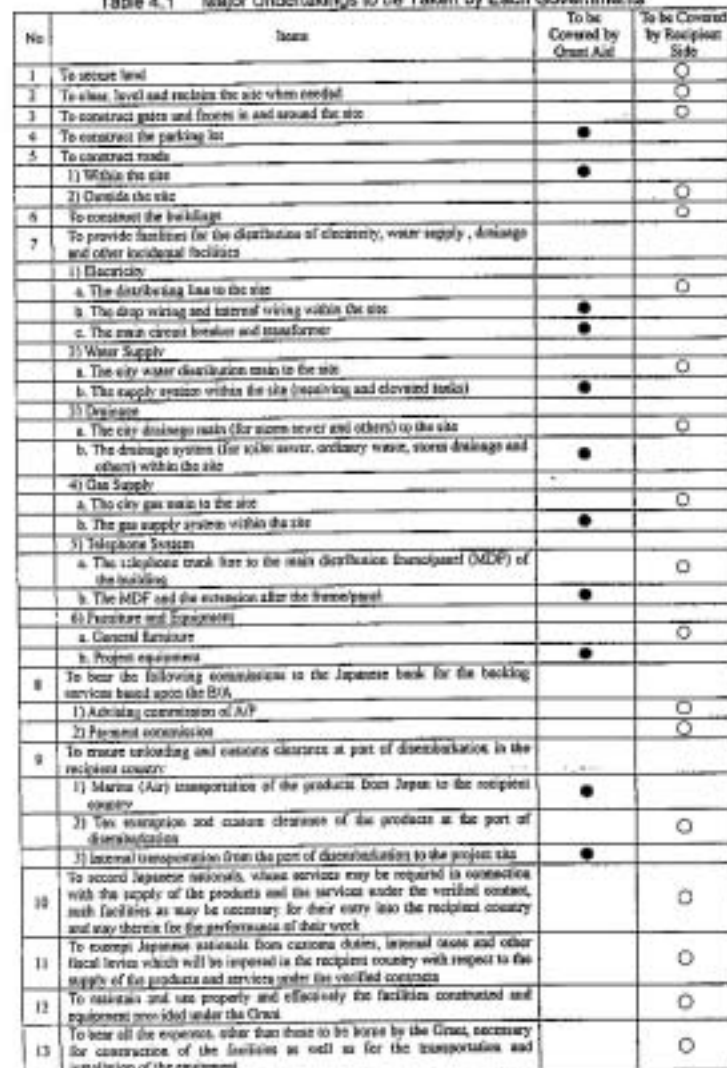 Table 4.1 Major Undertakings to be Taken by Each Governments
No Items To be Covered by Grant Aid To be Covered by Recipient Side
1 To secure land ○
2 To clear, level and reclaim the site when needed ○
3 To construct gates and fences in and around the site ○
4 To construct the parking lot ●
5 To construct roads
1) Within the site ●
2) Outside the site ○
6 To construct the buildings ○
7 To provide facilities for the distribution of electricity, water supply , drainage
and other incidental facilities
1) Electricity
a. The distributing line to the site ○
b. The drop wiring and internal wiring within the site ●
c. The main circuit breaker and transformer ●
2) Water Supply
a. The city water distribution main to the site ○
b. The supply system within the site (receiving and elevated tanks) ●
3) Drainage
a. The city drainage main (for storm sewer and others) to the site ○
b. The drainage system (for toilet sewer, ordinary waste, storm drainage and
others) within the site ●
4) Gas Supply
a. The city gas main to the site ○
b. The gas supply system within the site ●
5) Telephone System
a. The telephone trunk line to the main distribution frame/panel (MDF) of
the building ○
b. The MDF and the extension after the frame/panel ●
6) Furniture and Equipment
a. General furniture ○
b. Project equipment ●
8 To bear the following commissions to the Japanese bank for the banking
services based upon the B/A
1) Advising commission of A/P ○
2) Payment commission ○
9 To ensure unloading and customs clearance at port of disembarkation in the
recipient country
1) Marine (Air) transportation of the products from Japan to the recipient
country ●
2) Tax exemption and custom clearance of the products at the port of
disembarkation ○
3) Internal transportation from the port of disembarkation to the project site ●
10 To accord Japanese nationals, whose services may be required in connection
with the supply of the products and the services under the verified contract,
such facilities as may be necessary for their entry into the recipient country
and stay therein for the performance of their work ○
11 To exempt Japanese nationals from customs duties, internal taxes and other
fiscal levies which will be imposed in the recipient country with respect to the
supply of the products and services under the verified contracts ○
12 To maintain and use properly and effectively the facilities constructed and
equipment provided under the Grant ○
13 To bear all the expenses, other than those to be borne by the Grant, necessary
for construction of the facilities as well as for the transportation and
installation of the equipment ○